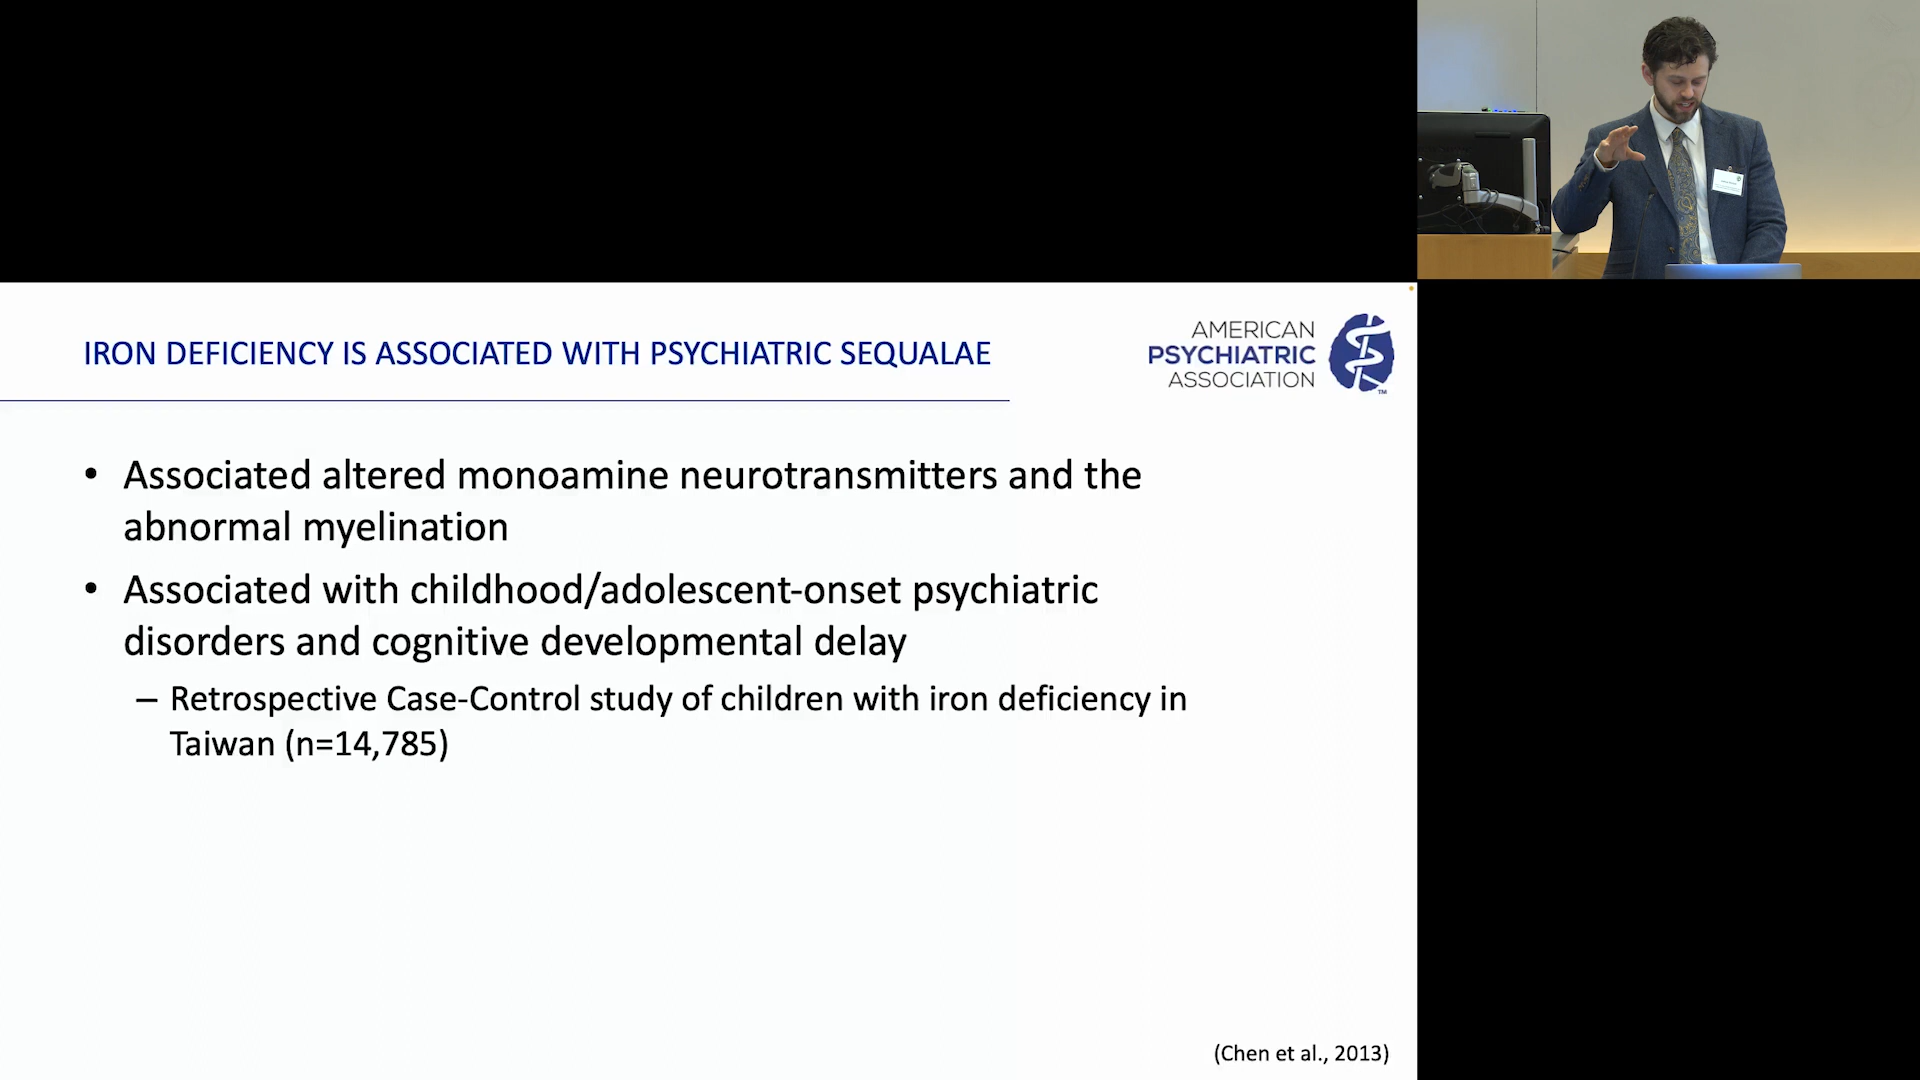 IRON DEFICIENCY IS ASSOCIATED WITH PSYCHIATRIC SEQUALAE
AMERICAN
PSYCHIATRIC
ASSOCIATION
TM
• Associated altered monoamine neurotransmitters and the
abnormal myelination
• Associated with childhood/adolescent-onset psychiatric
disorders and cognitive developmental delay
– Retrospective Case-Control study of children with iron deficiency in
Taiwan (n=14,785)
(Chen et al., 2013)